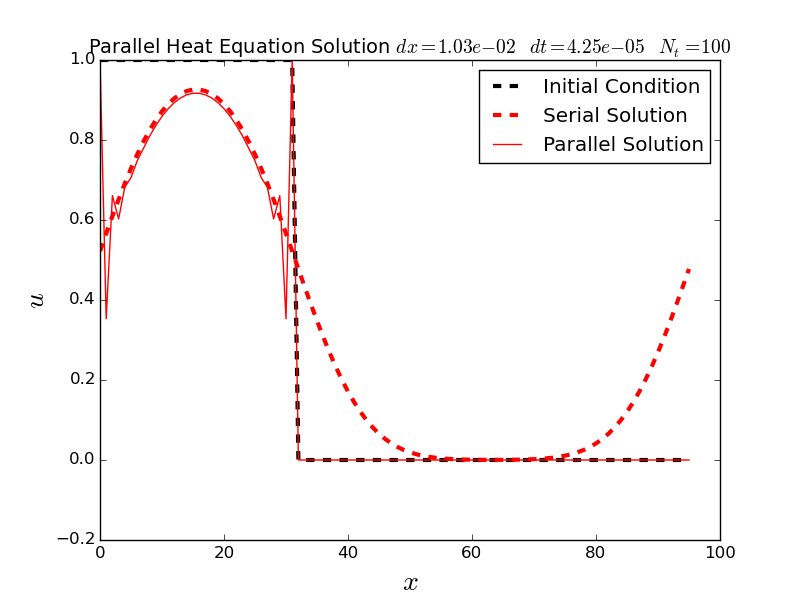 Parallel Heat Equation Solution dx=1.03e−02 dt=4.25e−05 N_t=100
1.0
0.8
0.6
0.4
0.2
0.0
−0.2
u
Initial Condition
Serial Solution
Parallel Solution
0 20 40 60 80 100
x